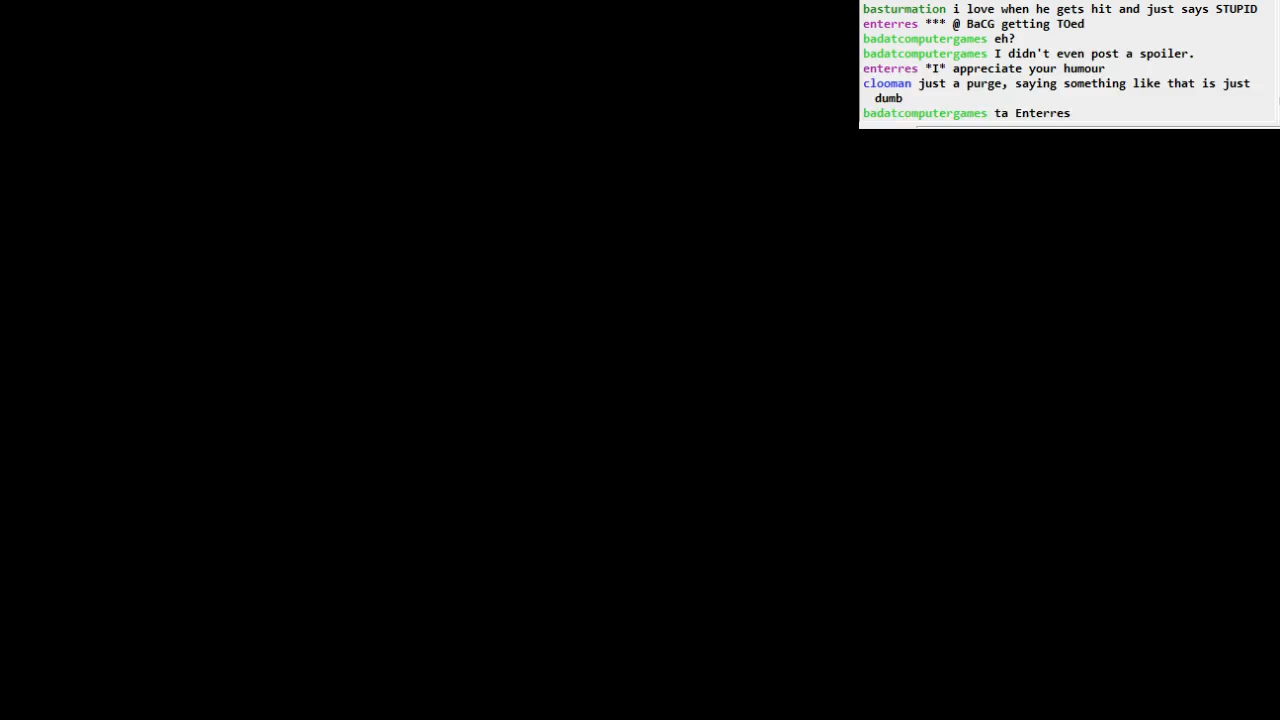 basturmation i love when he gets hit and just says STUPID
enterres *** @ BaCG getting TOed
badatcomputergames eh?
badatcomputergames I didn't even post a spoiler.
enterres *I* appreciate your humour
clooman just a purge, saying something like that is just
dumb
badatcomputergames ta Enterres